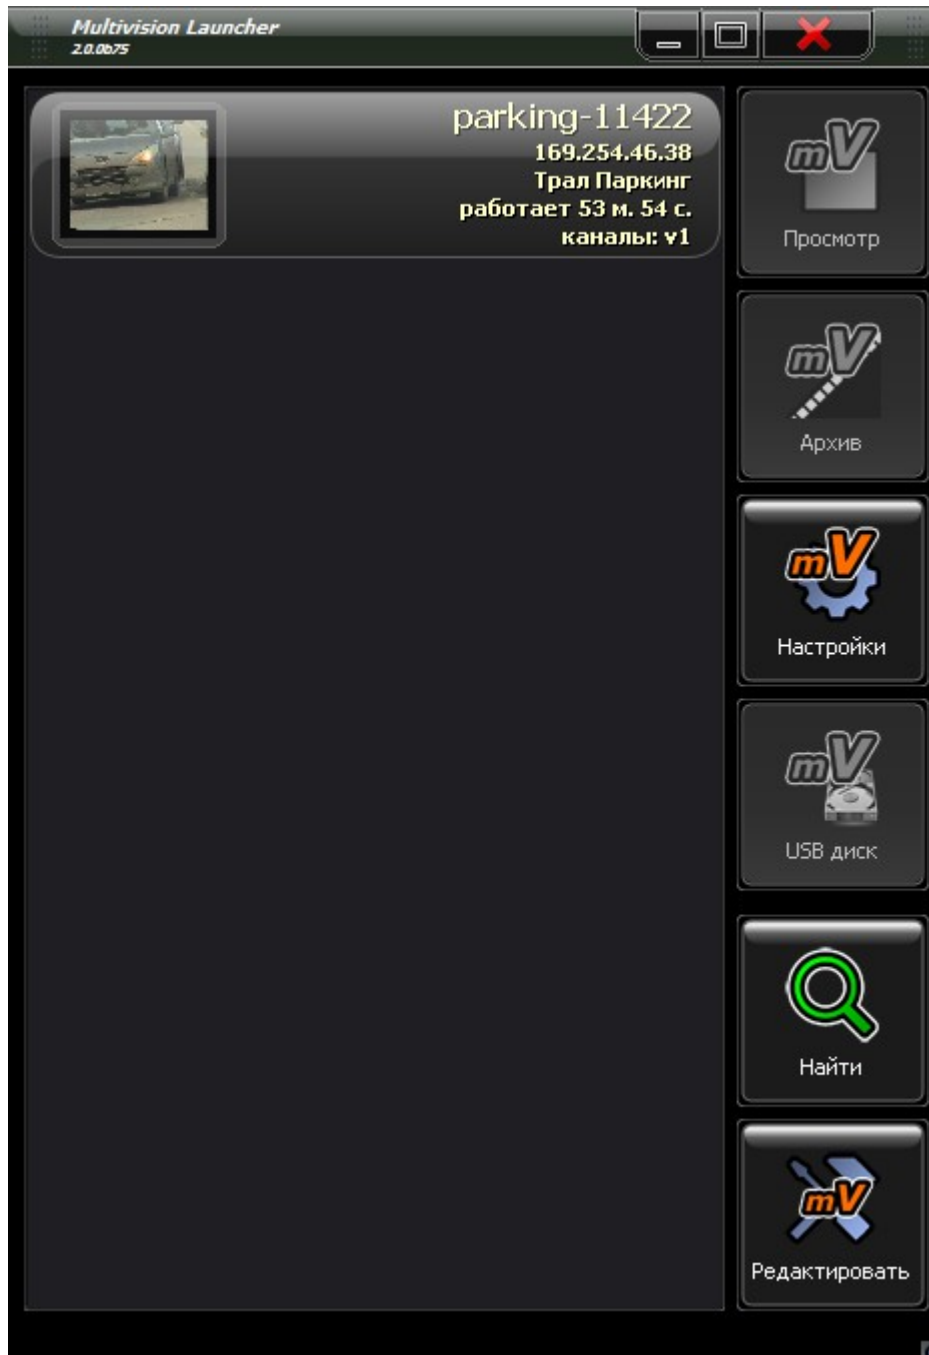 Multivision Launcher
2.0.0b75
parking-11422
169.254.46.38
Трал Паркинг
работает 53 м. 54 с.
каналы: v1
mV
Просмотр
mV
Архив
mV
Настройки
mV
USB диск
Найти
mV
Редактировать